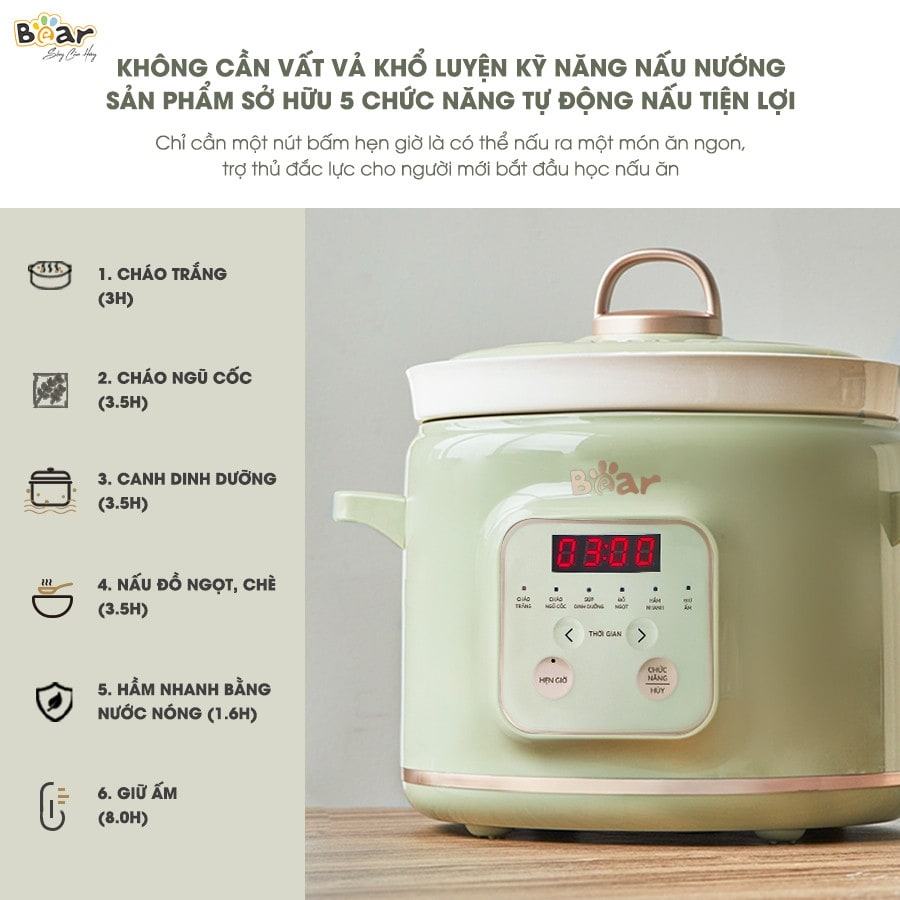 Bear
Sống Cảm Hứng
KHÔNG CẦN VẤT VẢ KHỔ LUYỆN KỸ NĂNG NẤU NƯỚNG
SẢN PHẨM SỞ HỮU 5 CHỨC NĂNG TỰ ĐỘNG NẤU TIỆN LỢI
Chỉ cần một nút bấm hẹn giờ là có thể nấu ra một món ăn ngon,
trợ thủ đắc lực cho người mới bắt đầu học nấu ăn
1. CHÁO TRẮNG
(3H)
2. CHÁO NGŨ CỐC
(3.5H)
3. CANH DINH DƯỠNG
(3.5H)
4. NẤU ĐỒ NGỌT, CHÈ
(3.5H)
5. HẦM NHANH BẰNG
NƯỚC NÓNG (1.6H)
6. GIỮ ẤM
(8.0H)
Bear
03:00
CHÁO TRẮNG
CHÁO NGŨ CỐC
SÚP DINH DƯỠNG
ĐỒ NGỌT
HẦM NHANH
GIỮ ẤM
< THỜI GIAN >
HẸN GIỜ
CHỨC NĂNG
HỦY